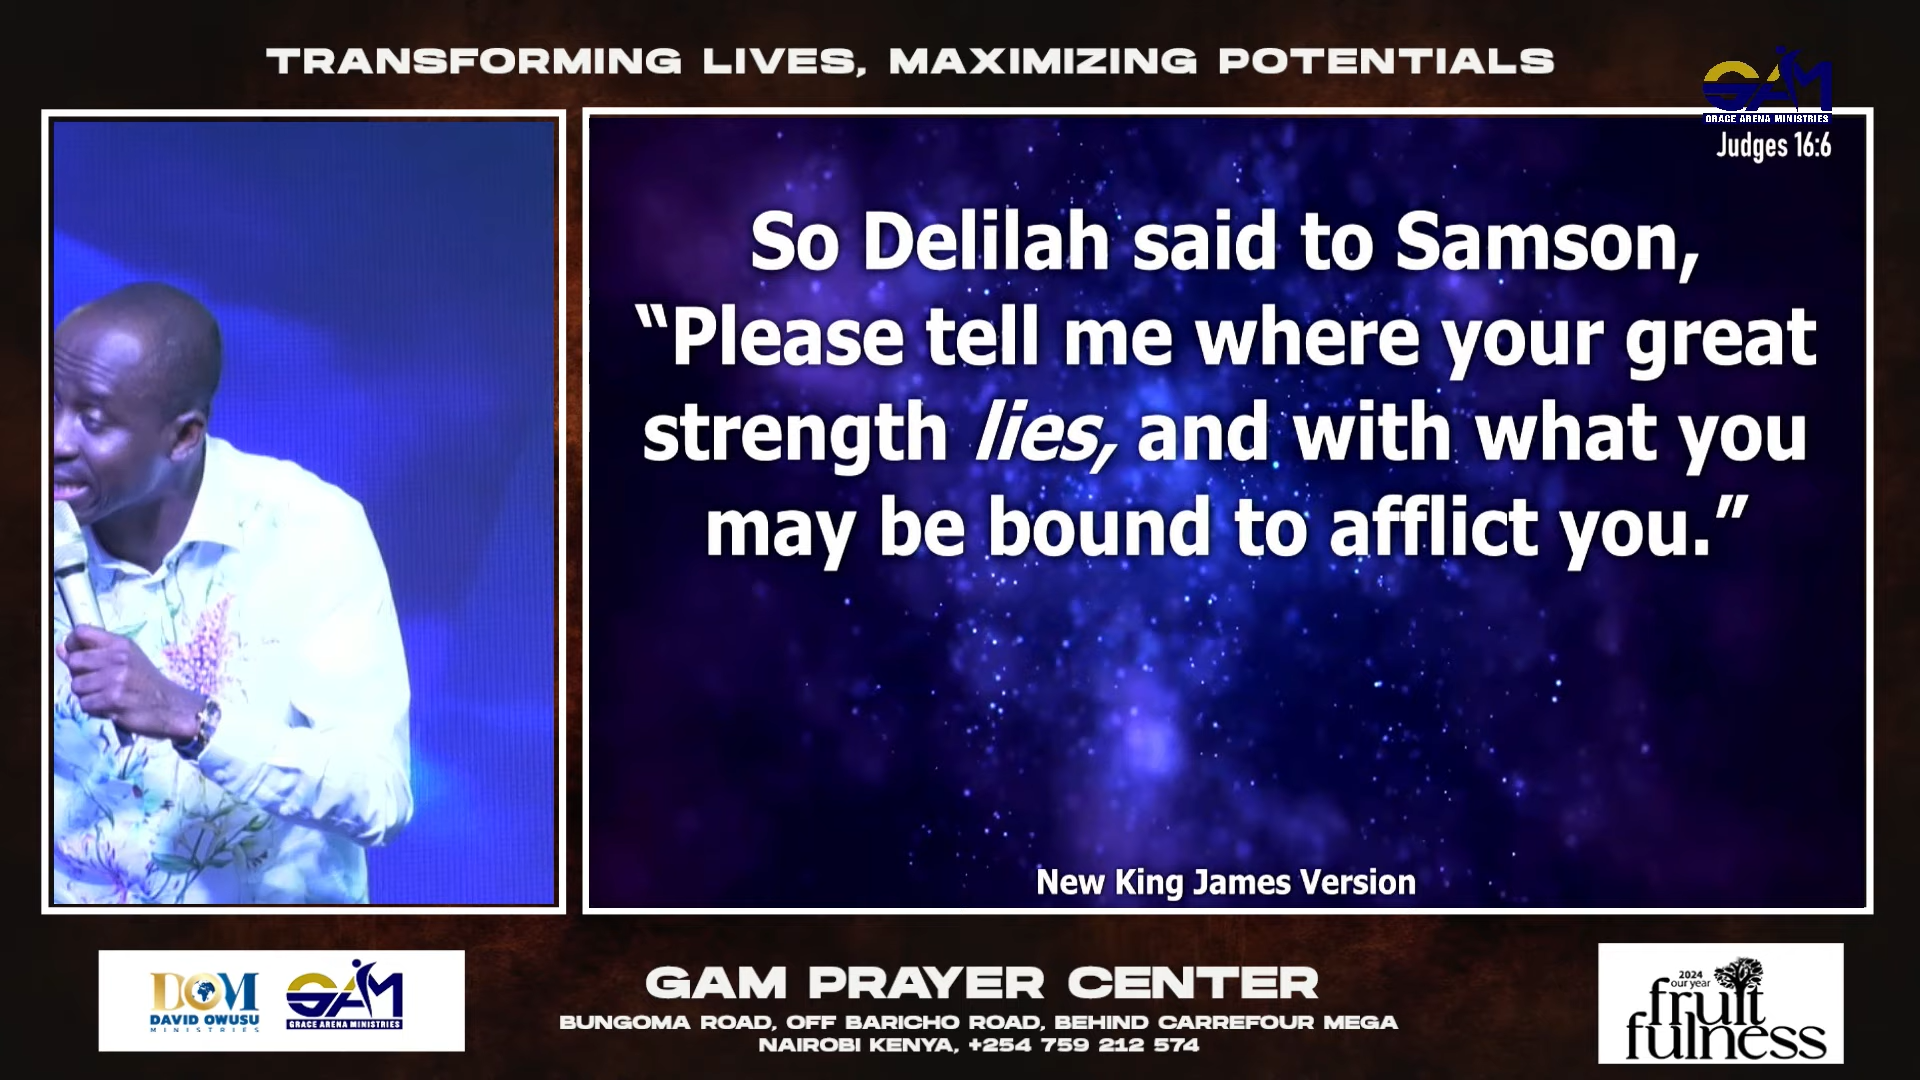 TRANSFORMING LIVES, MAXIMIZING POTENTIALS
GAM
GRACE ARENA MINISTRIES
Judges 16:6
So Delilah said to Samson,
“Please tell me where your great
strength lies, and with what you
may be bound to afflict you.”
New King James Version
DOM
DAVID OWUSU
MINISTRIES
GAM
GRACE ARENA MINISTRIES
GAM PRAYER CENTER
BUNGOMA ROAD, OFF BARICHO ROAD, BEHIND CARREFOUR MEGA
NAIROBI KENYA, +254 759 212 574
2024
our year
fruit
fulness